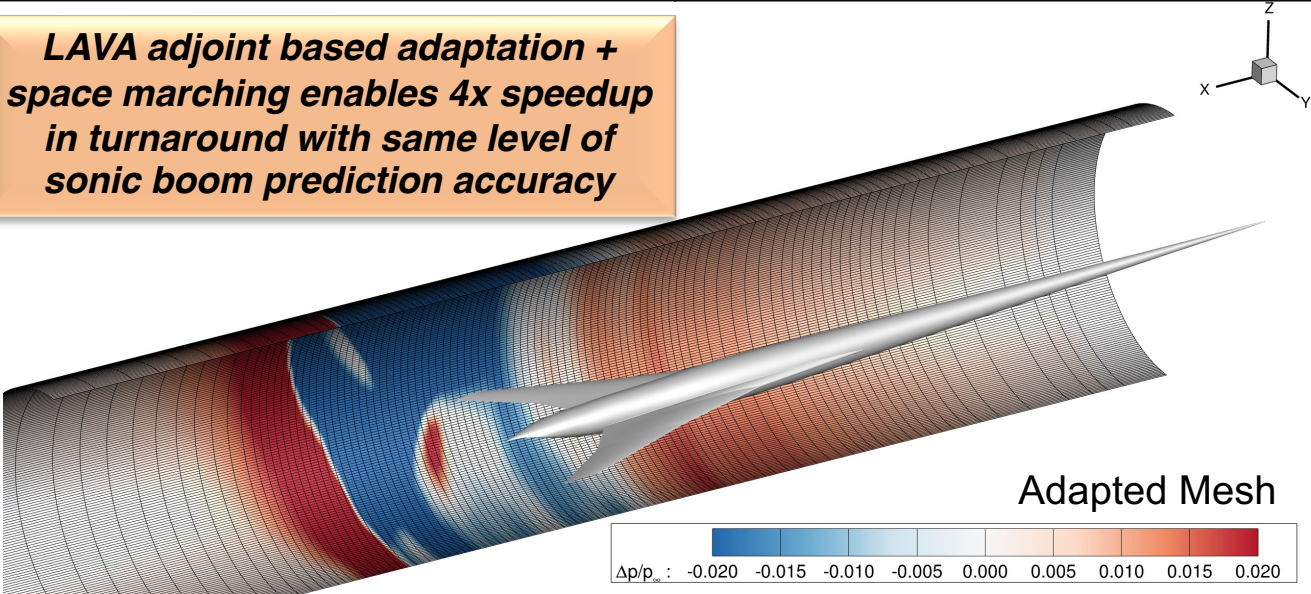 LAVA adjoint based adaptation +
space marching enables 4x speedup
in turnaround with same level of
sonic boom prediction accuracy
Z
X
Y
Adapted Mesh
Δp/p∞ : -0.020 -0.015 -0.010 -0.005 0.000 0.005 0.010 0.015 0.020